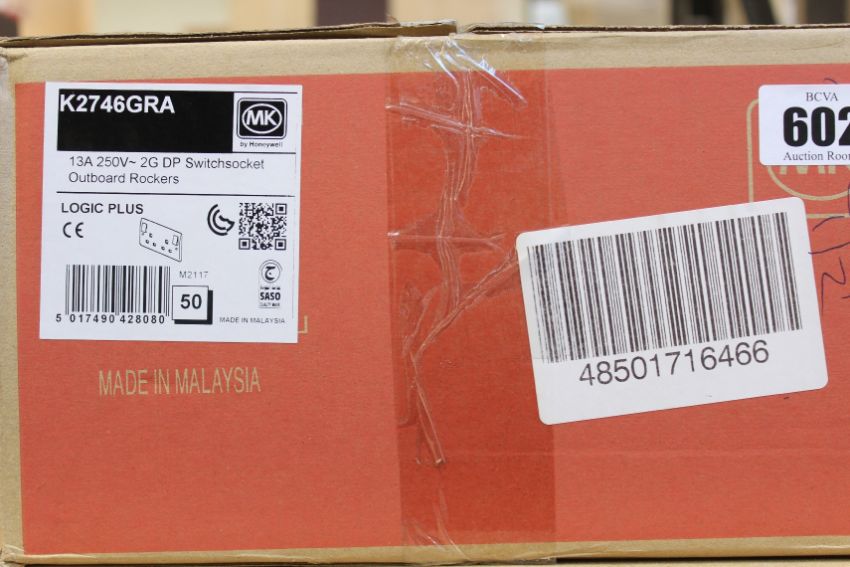 K2746GRA
MK
by Honeywell
13A 250V~ 2G DP Switchsocket
Outboard Rockers
LOGIC PLUS
CE
M2117
50
SASO
5 017490 428080
MADE IN MALAYSIA
MADE IN MALAYSIA
BCVA
602
Auction Room
MK
48501716466